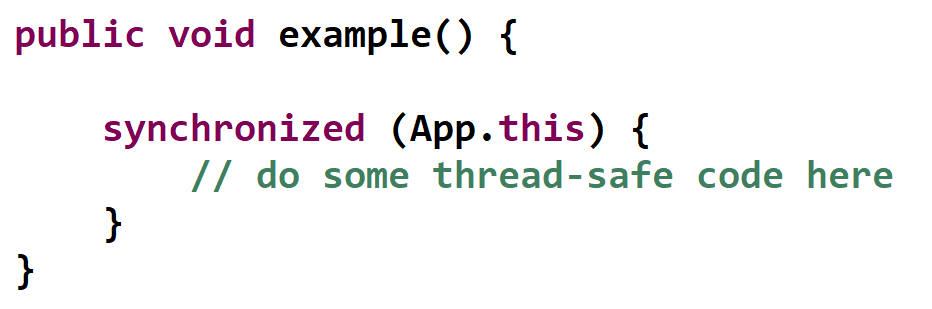 public void example() {
synchronized (App.this) {
// do some thread-safe code here
}
}